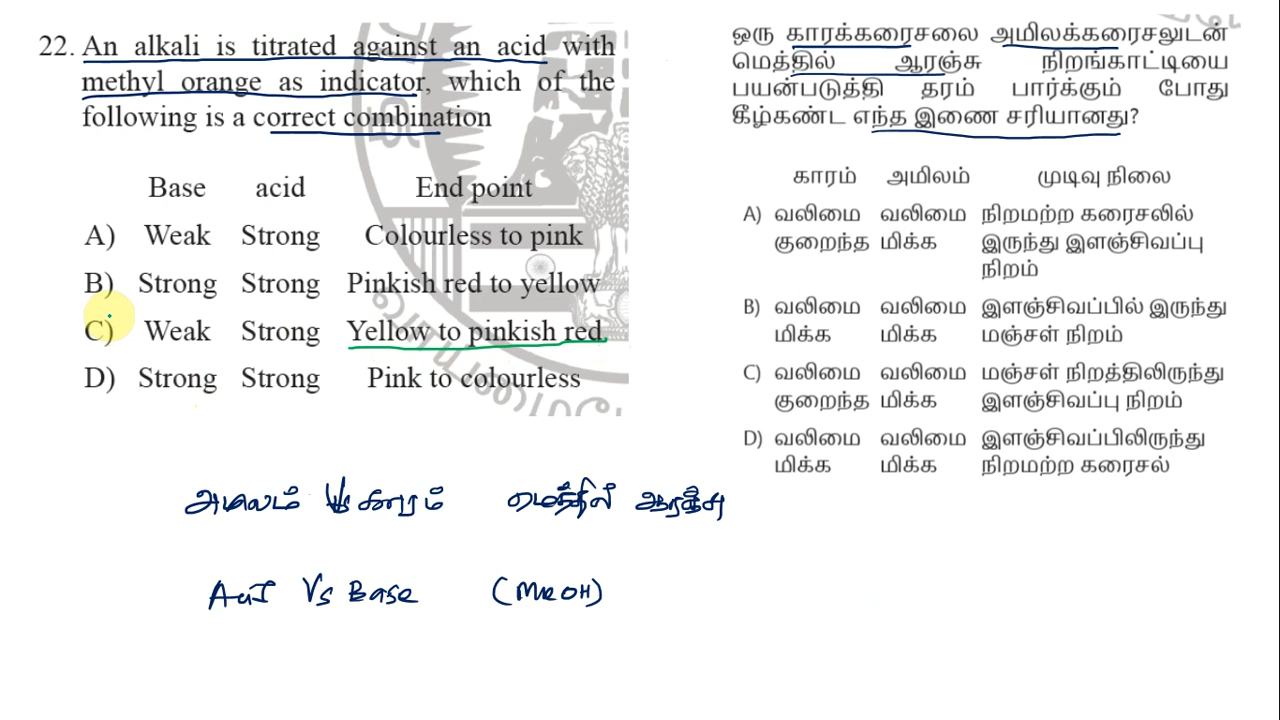 22. An alkali is titrated against an acid with
methyl orange as indicator, which of the
following is a correct combination
Base acid End point
A) Weak Strong Colourless to pink
B) Strong Strong Pinkish red to yellow
C) Weak Strong Yellow to pinkish red
D) Strong Strong Pink to colourless
ஒரு காரக்கரைசலை அமிலக்கரைசலுடன்
மெத்தில் ஆரஞ்சு நிறங்காட்டியை
பயன்படுத்தி தரம் பார்க்கும் போது
கீழ்கண்ட எந்த இணை சரியானது?
காரம் அமிலம் முடிவு நிலை
A) வலிமை வலிமை நிறமற்ற கரைசலில்
குறைந்த மிக்க இருந்து இளஞ்சிவப்பு
நிறம்
B) வலிமை வலிமை இளஞ்சிவப்பில் இருந்து
மிக்க மிக்க மஞ்சள் நிறம்
C) வலிமை வலிமை மஞ்சள் நிறத்திலிருந்து
குறைந்த மிக்க இளஞ்சிவப்பு நிறம்
D) வலிமை வலிமை இளஞ்சிவப்பிலிருந்து
மிக்க மிக்க நிறமற்ற கரைசல்
அமிலம் Vs காரம் மெத்தில் ஆரஞ்சு
Acid Vs Base (MeOH)